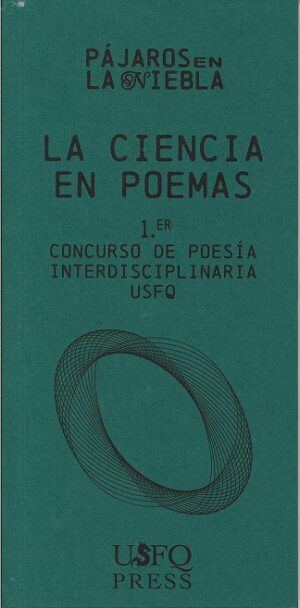 PÁJAROS EN
LA NIEBLA
LA CIENCIA
EN POEMAS
1.ER
CONCURSO DE POESÍA
INTERDISCIPLINARIA
USFQ
USFQ
PRESS